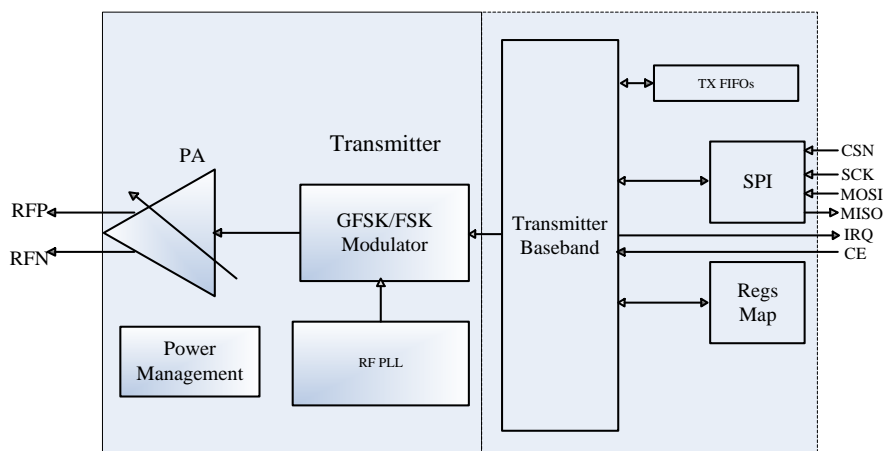 TX FIFOs
Transmitter
PA
CSN
SCK
MOSI
MISO
SPI
RFP
RFN
GFSK/FSK
Modulator
Transmitter
Baseband
IRQ
CE
Regs
Map
Power
Management
RF PLL